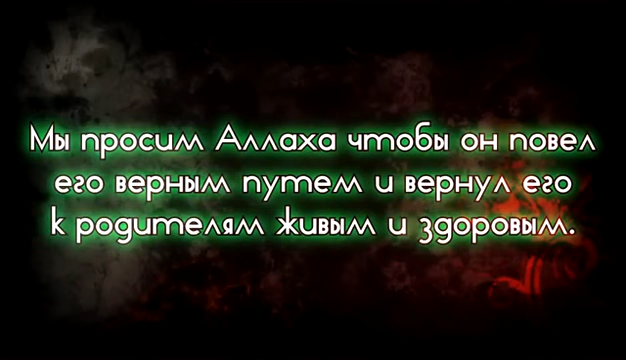 Мы просим Аллаха чтобы он повел
его верным путем и вернул его
к родителям живым и здоровым.